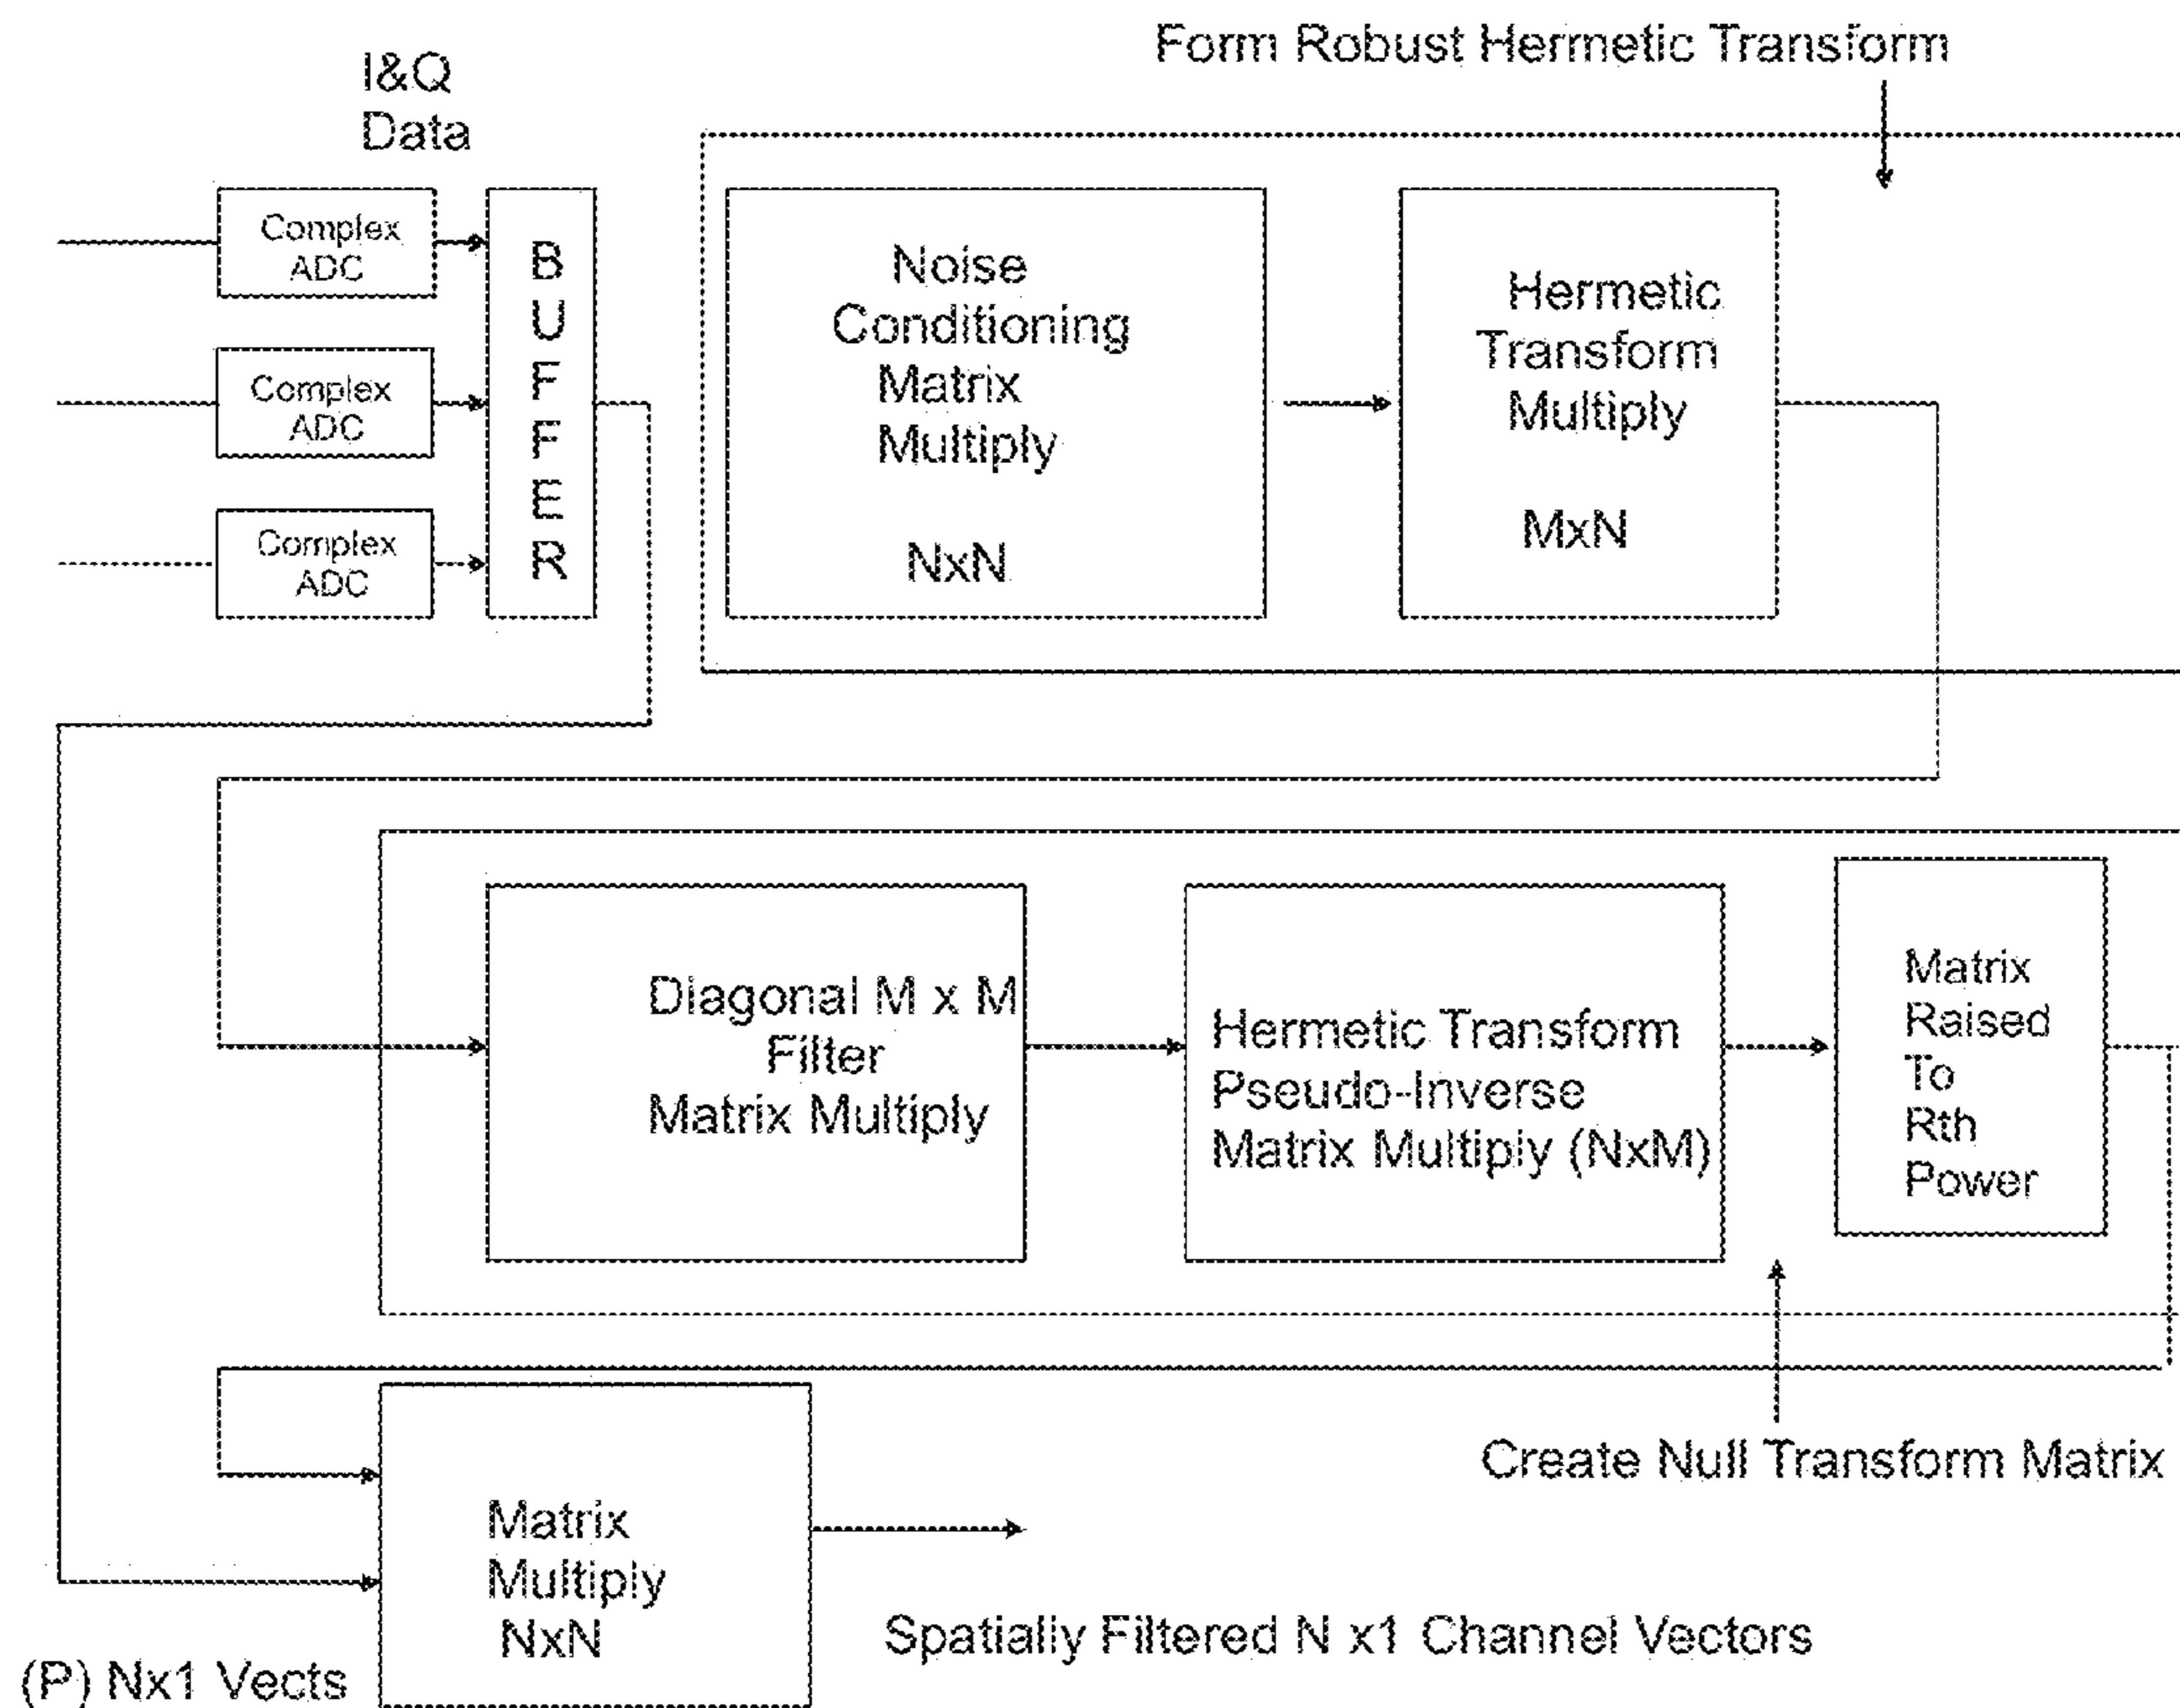 Form Robust Hermetic Transform
I&Q
Data
Complex
ADC
Complex
ADC
Complex
ADC
B
U
F
F
E
R
Noise
Conditioning
Matrix
Multiply
NxN
Hermetic
Transform
Multiply
MxN
Diagonal M x M
Filter
Matrix Multiply
Hermetic Transform
Pseudo-Inverse
Matrix Multiply (NxM)
Matrix
Raised
To
Rth
Power
Create Null Transform Matrix
Matrix
Multiply
NxN
Spatially Filtered N x1 Channel Vectors
(P) Nx1 Vects